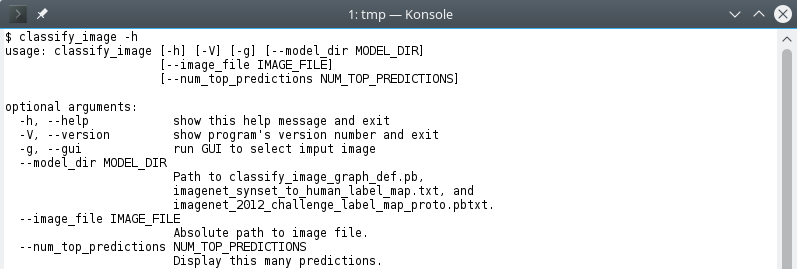 1: tmp — Konsole
$ classify_image -h
usage: classify_image [-h] [-V] [-g] [--model_dir MODEL_DIR]
                      [--image_file IMAGE_FILE]
                      [--num_top_predictions NUM_TOP_PREDICTIONS]

optional arguments:
  -h, --help            show this help message and exit
  -V, --version         show program's version number and exit
  -g, --gui             run GUI to select imput image
  --model_dir MODEL_DIR
                        Path to classify_image_graph_def.pb,
                        imagenet_synset_to_human_label_map.txt, and
                        imagenet_2012_challenge_label_map_proto.pbtxt.
  --image_file IMAGE_FILE
                        Absolute path to image file.
  --num_top_predictions NUM_TOP_PREDICTIONS
                        Display this many predictions.